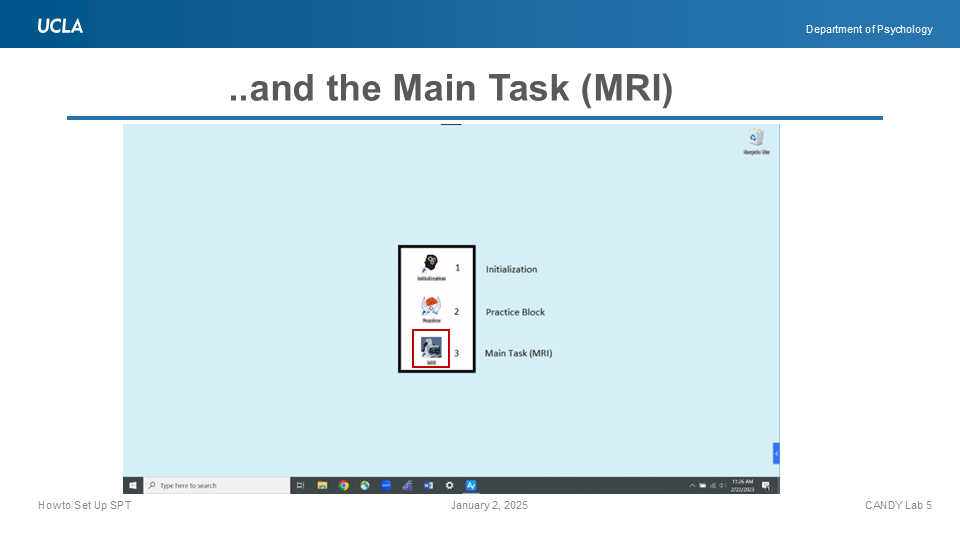 UCLA
Department of Psychology
..and the Main Task (MRI)
Recycle Bin
1 Initialization
Initialization
2 Practice Block
Practice
3 Main Task (MRI)
MRI
Type here to search
11:26 AM
2/22/2023
Howto Set Up SPT
January 2, 2025
CANDY Lab 5